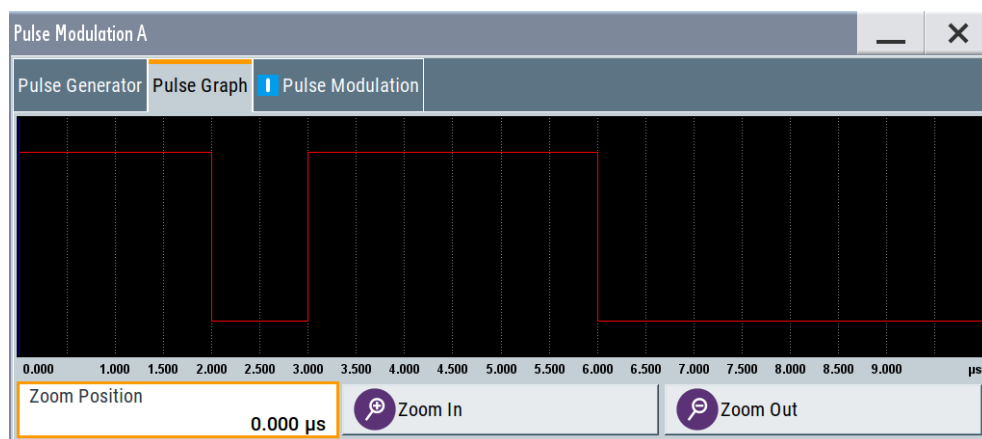 Pulse Modulation A
Pulse Generator Pulse Graph Pulse Modulation
0.000 1.000 1.500 2.000 2.500 3.000 3.500 4.000 4.500 5.000 5.500 6.000 6.500 7.000 7.500 8.000 8.500 9.000 µs
Zoom Position
0.000 µs
Zoom In
Zoom Out